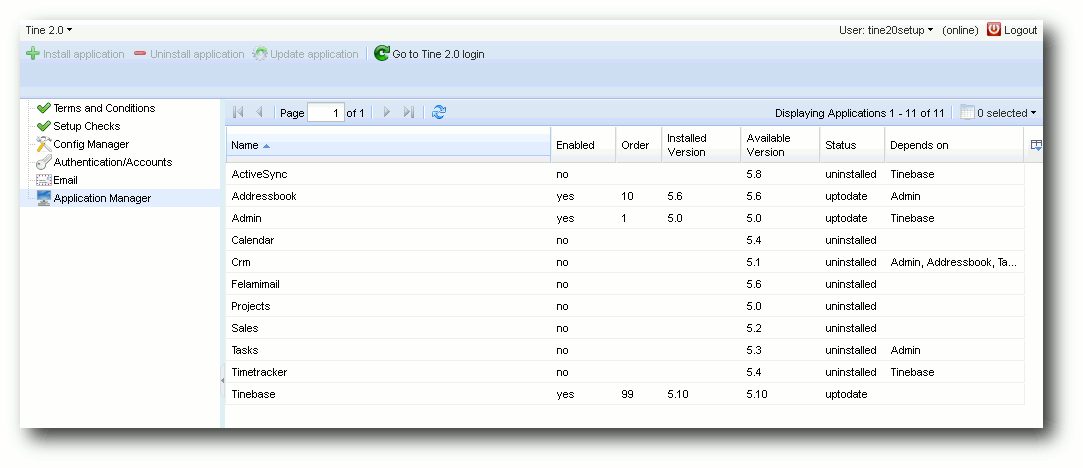 Tine 2.0 User: tine20setup (online) Logout
Install application Uninstall application Update application Go to Tine 2.0 login
Terms and Conditions
Setup Checks
Config Manager
Authentication/Accounts
Email
Application Manager
Page 1 of 1 Displaying Applications 1 - 11 of 11 0 selected
Name Enabled Order Installed Version Available Version Status Depends on
ActiveSync no 5.8 uninstalled Tinebase
Addressbook yes 10 5.6 5.6 uptodate Admin
Admin yes 1 5.0 5.0 uptodate Tinebase
Calendar no 5.4 uninstalled
Crm no 5.1 uninstalled Admin, Addressbook, Ta...
Felamimail no 5.6 uninstalled
Projects no 5.0 uninstalled
Sales no 5.2 uninstalled
Tasks no 5.3 uninstalled Admin
Timetracker no 5.4 uninstalled Tinebase
Tinebase yes 99 5.10 5.10 uptodate